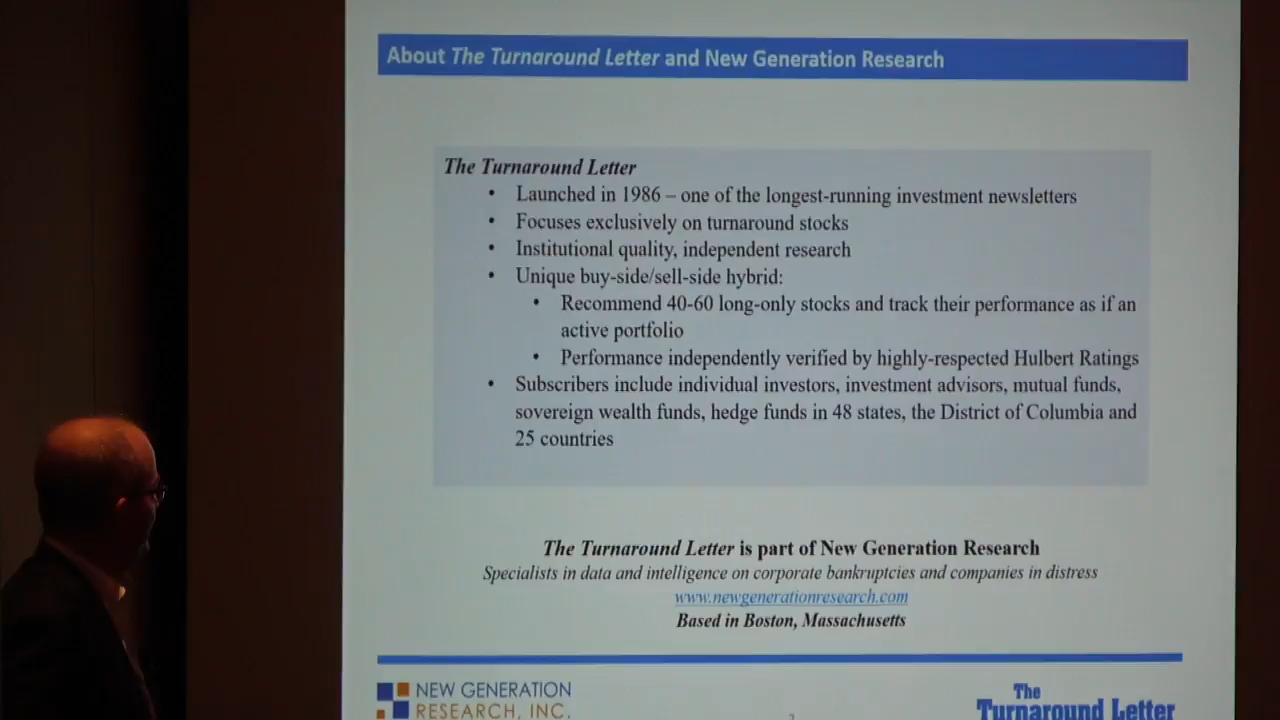 About The Turnaround Letter and New Generation Research
The Turnaround Letter
• Launched in 1986 – one of the longest-running investment newsletters
• Focuses exclusively on turnaround stocks
• Institutional quality, independent research
• Unique buy-side/sell-side hybrid:
• Recommend 40-60 long-only stocks and track their performance as if an
active portfolio
• Performance independently verified by highly-respected Hulbert Ratings
• Subscribers include individual investors, investment advisors, mutual funds,
sovereign wealth funds, hedge funds in 48 states, the District of Columbia and
25 countries
The Turnaround Letter is part of New Generation Research
Specialists in data and intelligence on corporate bankruptcies and companies in distress
www.newgenerationresearch.com
Based in Boston, Massachusetts
NEW GENERATION
RESEARCH, INC.
The
Turnaround Letter